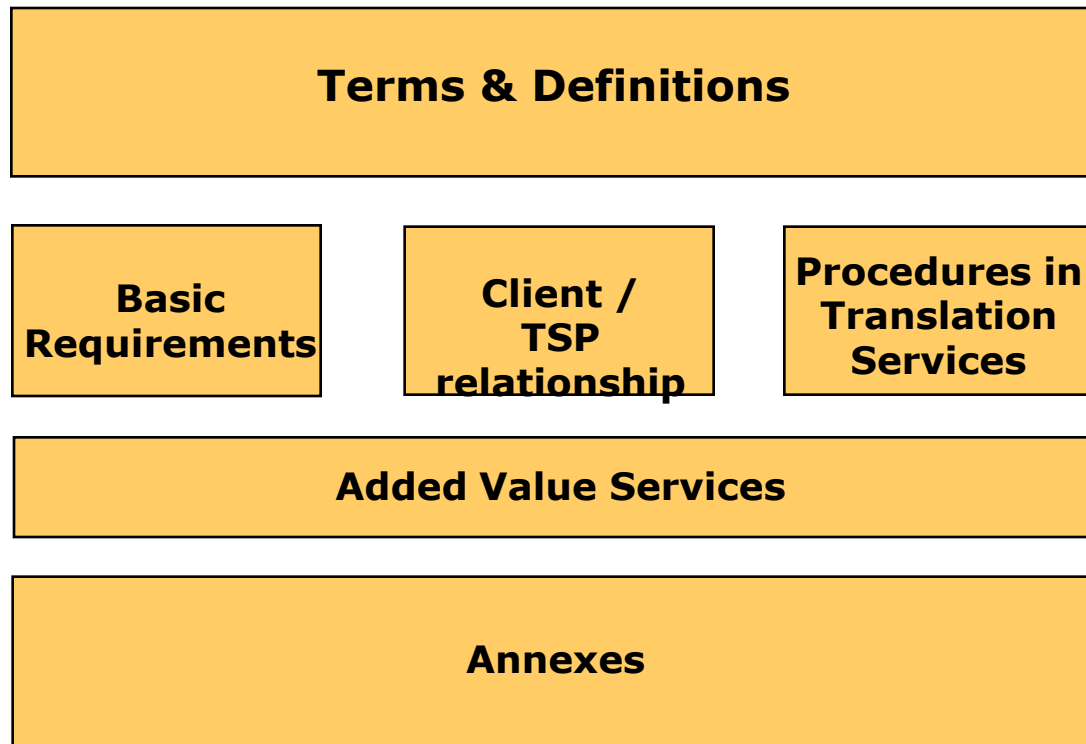 Terms & Definitions
Basic
Requirements
Client /
TSP
relationship
Procedures in
Translation
Services
Added Value Services
Annexes